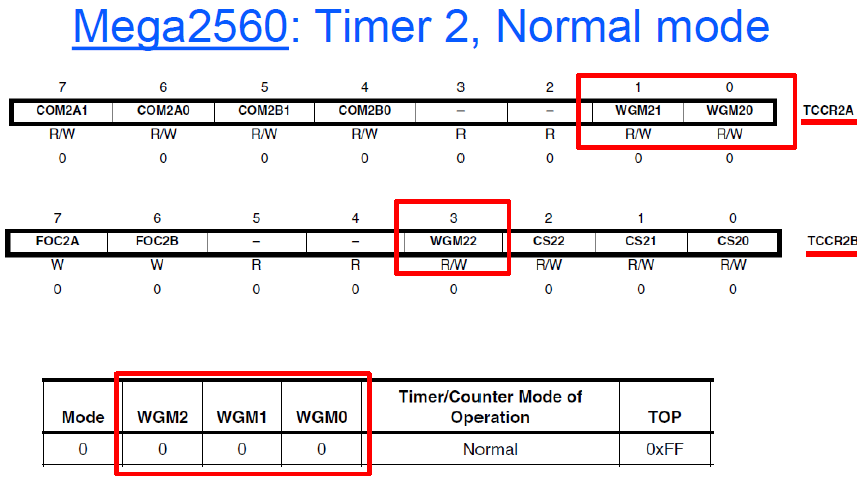 Mega2560: Timer 2, Normal mode
7 6 5 4 3 2 1 0
COM2A1 COM2A0 COM2B1 COM2B0 – – WGM21 WGM20 TCCR2A
R/W R/W R/W R/W R R R/W R/W
0 0 0 0 0 0 0 0
7 6 5 4 3 2 1 0
FOC2A FOC2B – – WGM22 CS22 CS21 CS20 TCCR2B
W W R R R/W R/W R/W R/W
0 0 0 0 0 0 0 0
Timer/Counter Mode of
Mode WGM2 WGM1 WGM0 Operation TOP
0 0 0 0 Normal 0xFF